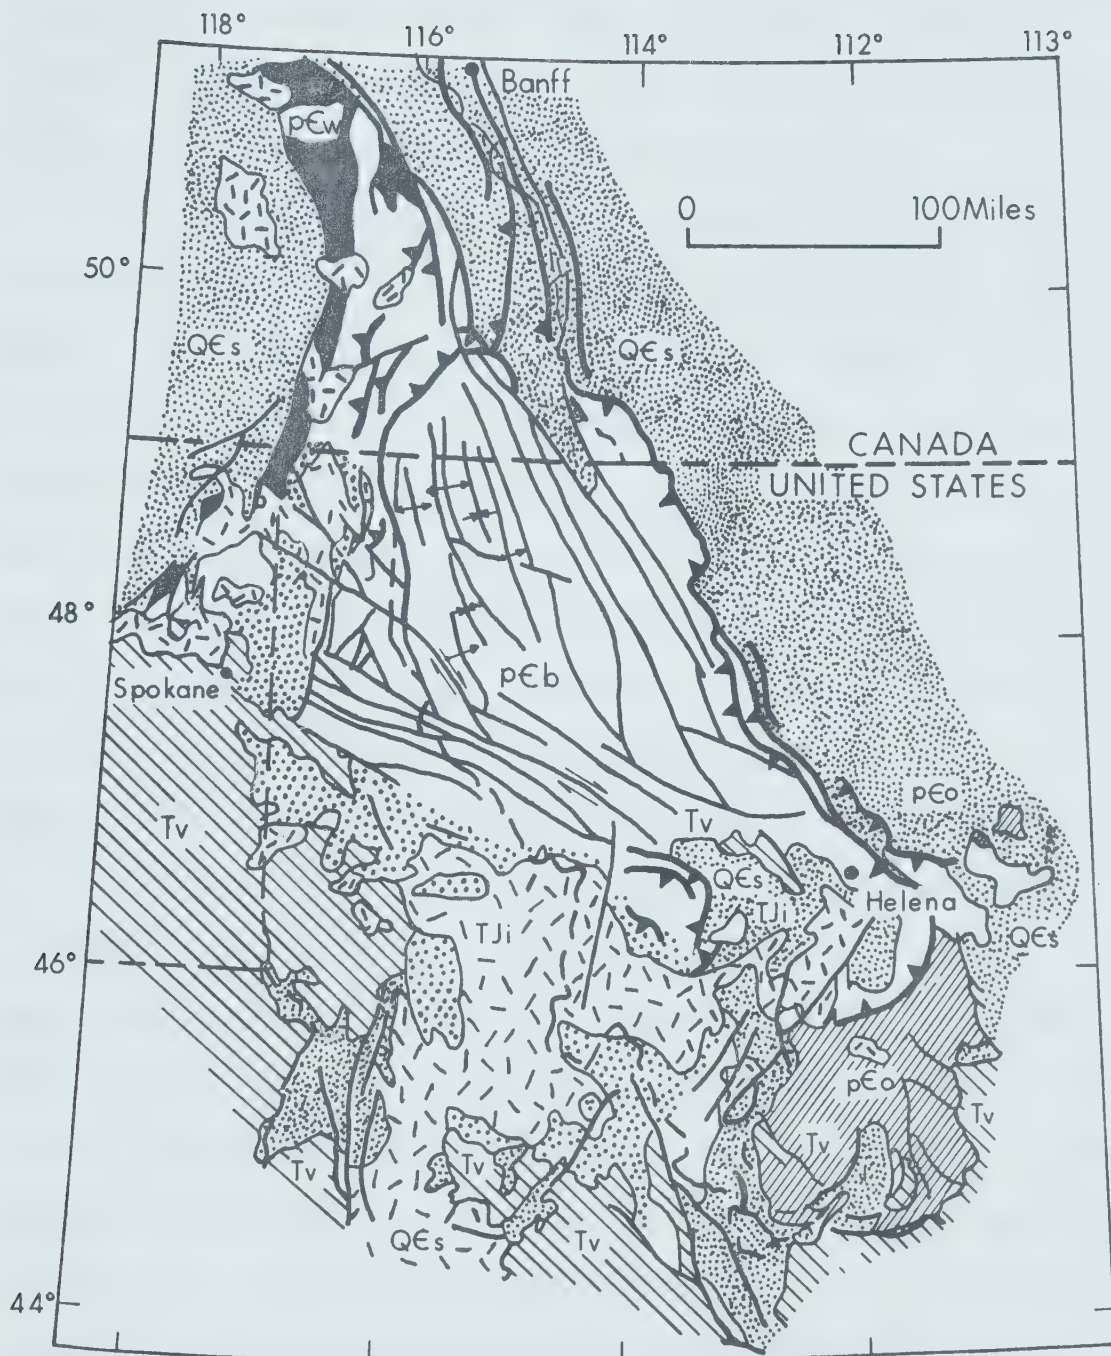 118° 116° 114° 112° 113°
Banff
pЄw
0 100Miles
50°
QЄs QЄs
CANADA
UNITED STATES
48°
pЄb
Spokane
pЄo
Tv Tv
QЄs
Helena
TJi TJi
QЄs
46°
pЄo
Tv
Tv
Tv Tv
QЄs Tv
44°